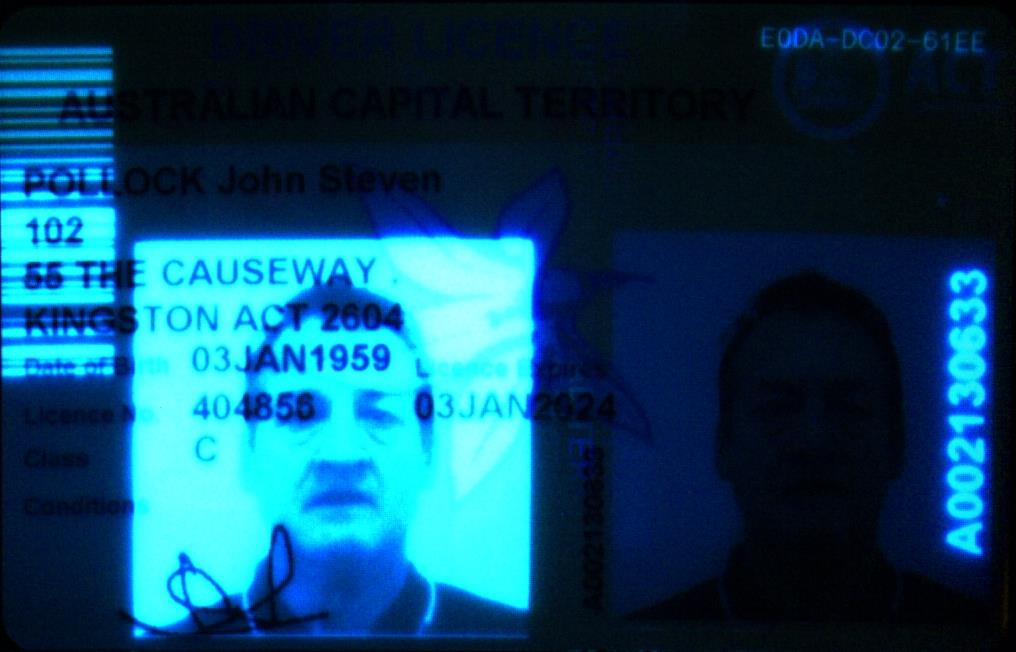 DRIVER LICENCE
E0DA-DC02-61EE
AUSTRALIAN CAPITAL TERRITORY
ACT
POLLOCK John Steven
102
55 THE CAUSEWAY
KINGSTON ACT 2604
Date of Birth 03JAN1959 Licence Expires
Licence No. 404856 03JAN2024
Class C
Conditions
A002130633
A002130633